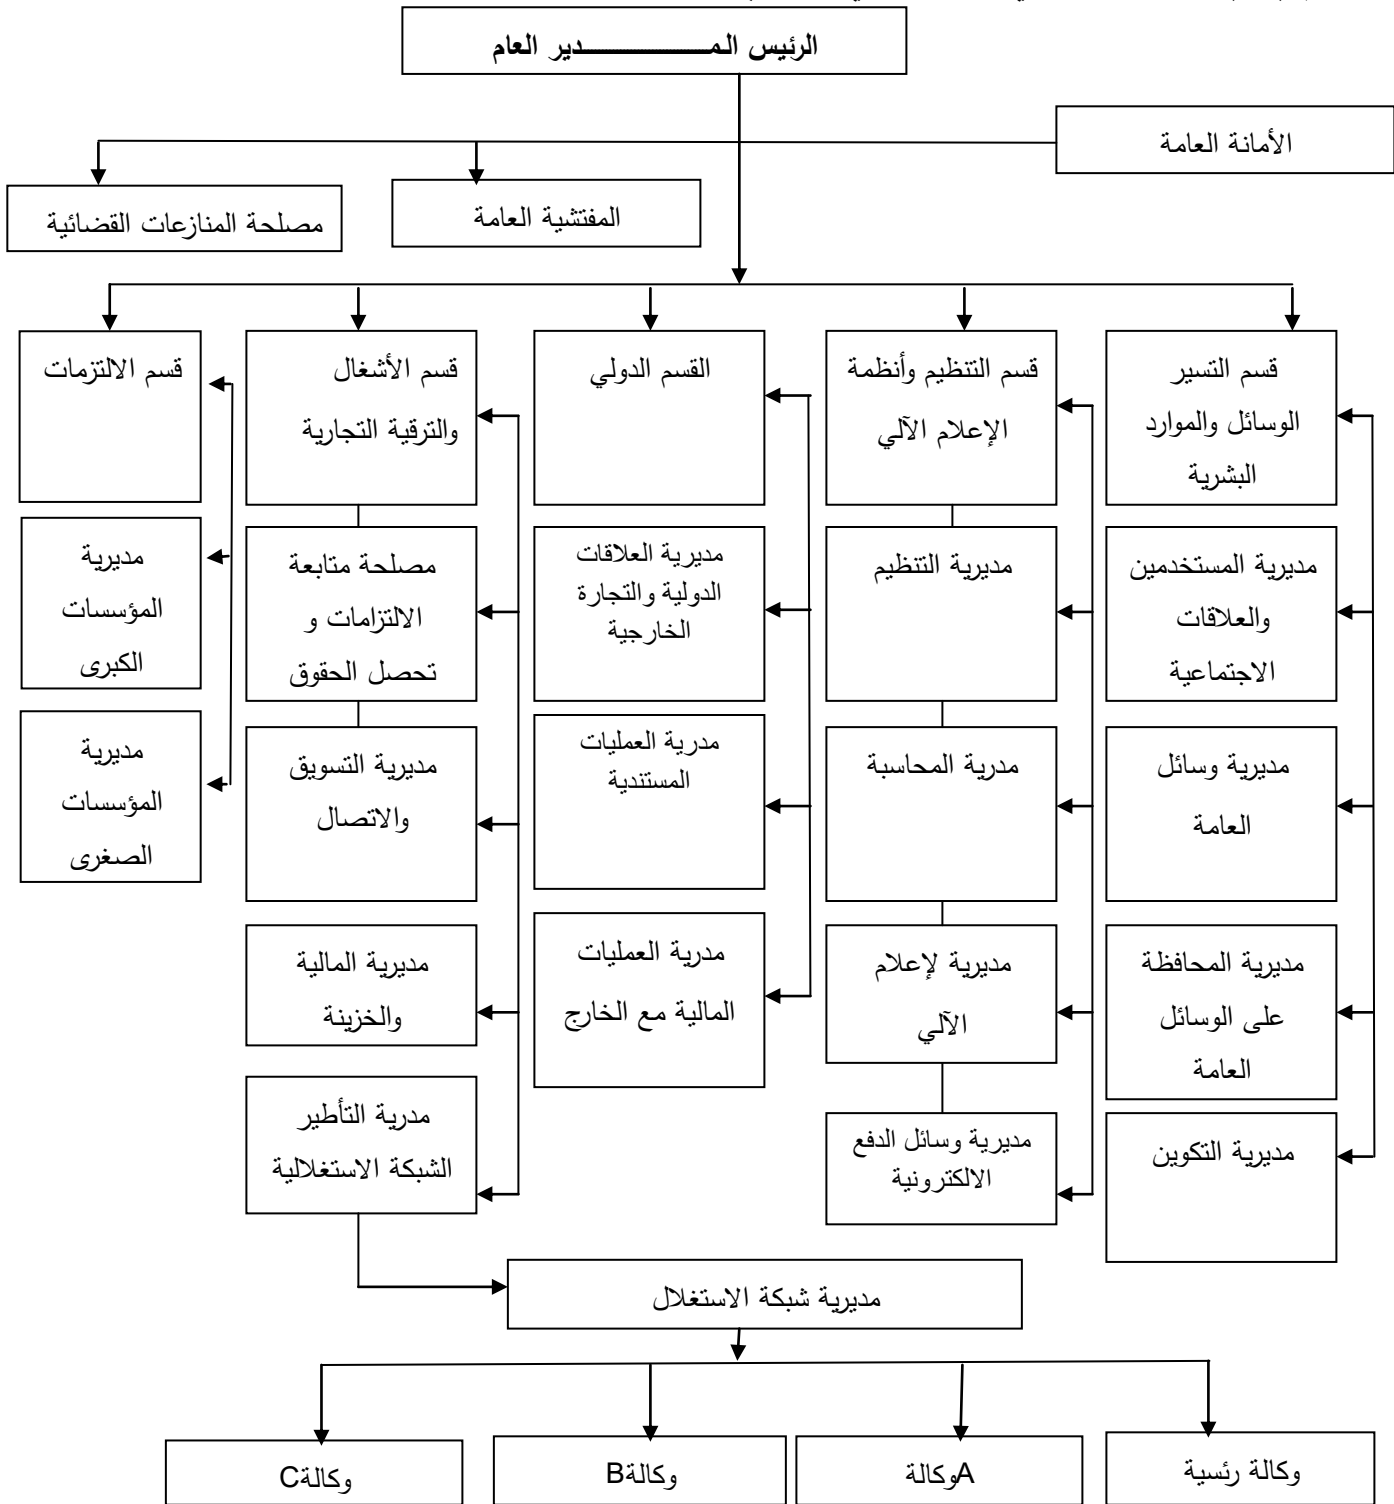 الرئيس المـــــــــــــدير العام
الأمانة العامة
المفتشية العامة
مصلحة المنازعات القضائية
قسم التسير
الوسائل والموارد
البشرية
قسم التنظيم وأنظمة
الإعلام الآلي
القسم الدولي
قسم الأشغال
والترقية التجارية
قسم الالتزمات
مديرية المستخدمين
والعلاقات
الاجتماعية
مديرية التنظيم
مديرية العلاقات
الدولية والتجارة
الخارجية
مصلحة متابعة
الالتزامات و
تحصل الحقوق
مديرية
المؤسسات
الكبرى
مديرية وسائل
العامة
مدرية المحاسبة
مدرية العمليات
المستندية
مديرية التسويق
والاتصال
مديرية
المؤسسات
الصغرى
مديرية المحافظة
على الوسائل
العامة
مديرية لإعلام
الآلي
مدرية العمليات
المالية مع الخارج
مديرية المالية
والخزينة
مديرية التكوين
مديرية وسائل الدفع
الالكترونية
مدرية التأطير
الشبكة الاستغلالية
مديرية شبكة الاستغلال
وكالة رئسية
Aوكالة
وكالةB
وكالةC